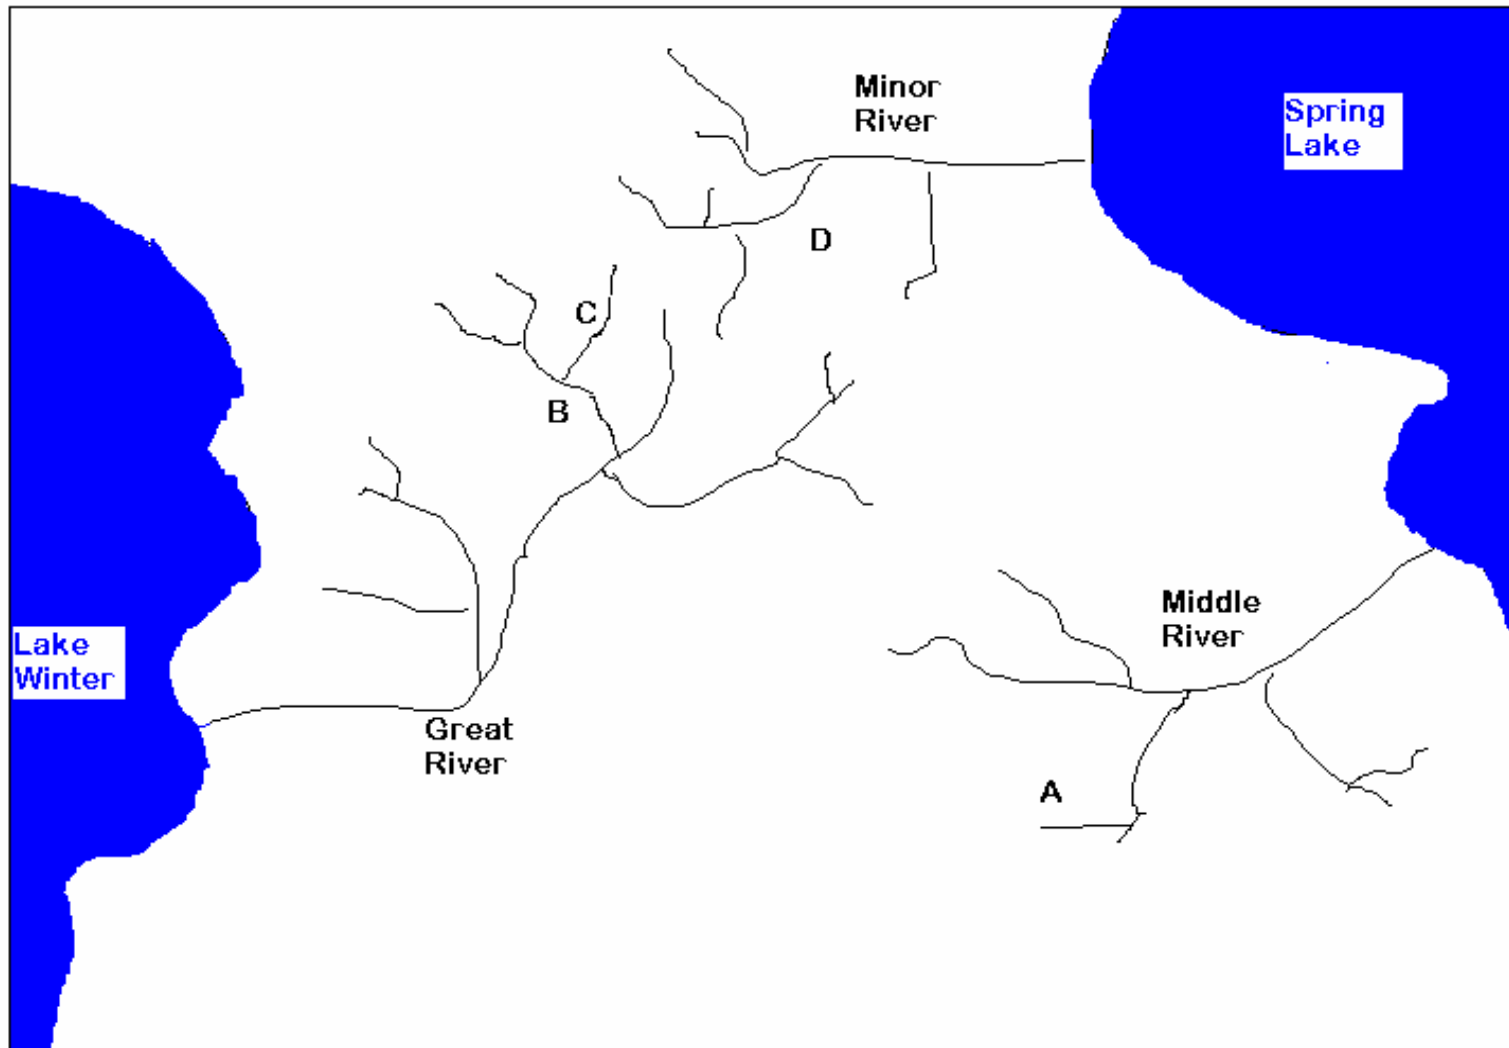 Minor
River
Spring
Lake
D
C
B
Lake
Winter
Great
River
Middle
River
A